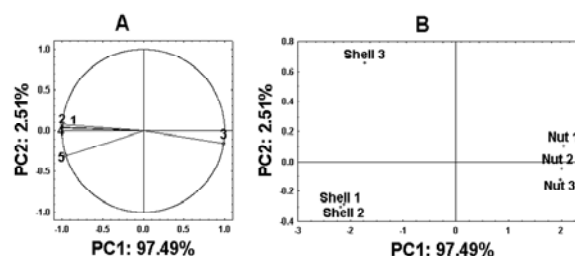 A
B
1.0
0.5
0.0
-0.5
-1.0
2 1
4
5
3
-1.0 -0.5 0.0 0.5 1.0
PC2: 2.51%
PC1: 97.49%
0.8
0.6
0.4
0.2
0.0
-0.2
-0.4
Shell 3
Nut 1
Nut 2
Nut 3
Shell 1
Shell 2
-3 -2 -1 0 1 2
PC2: 2.51%
PC1: 97.49%